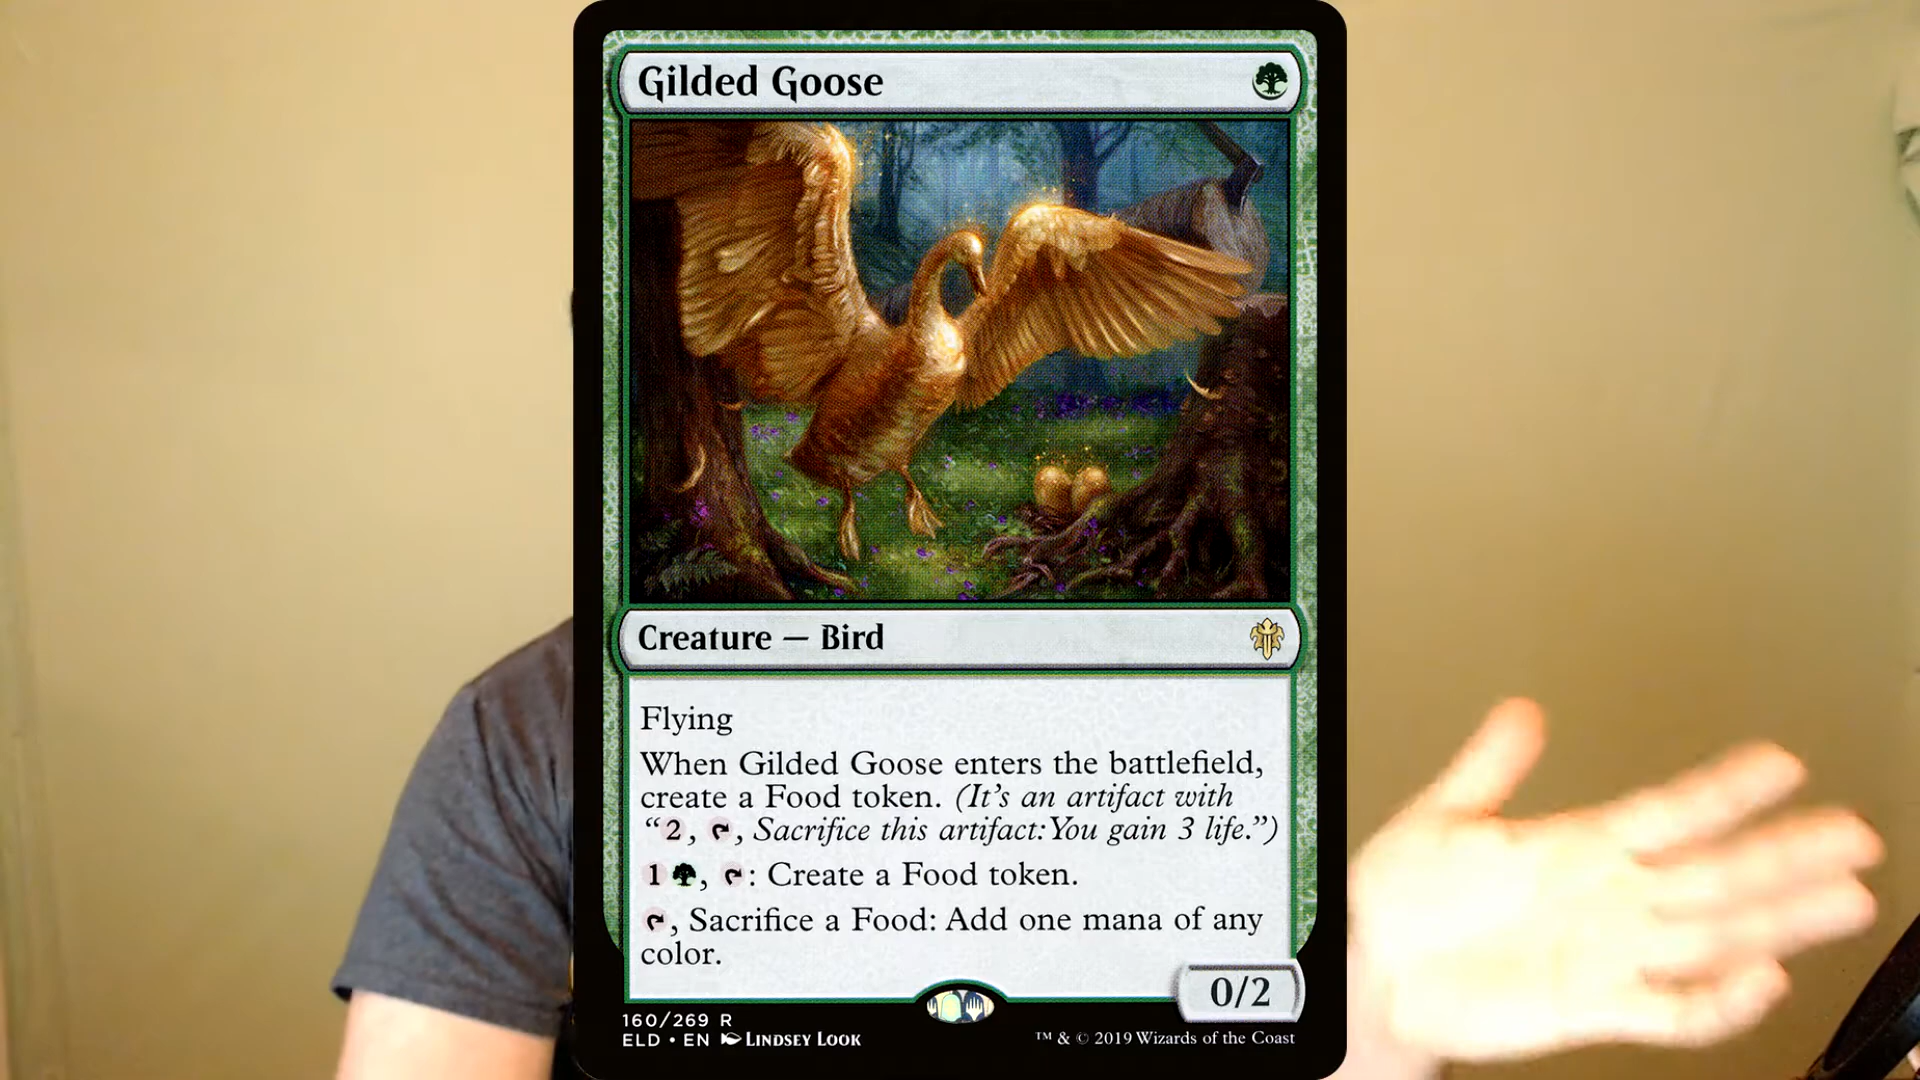 Gilded Goose
Creature — Bird
Flying
When Gilded Goose enters the battlefield,
create a Food token. (It's an artifact with
“2, , Sacrifice this artifact: You gain 3 life.”)
1 , : Create a Food token.
, Sacrifice a Food: Add one mana of any
color.
0/2
160/269 R
ELD • EN LINDSEY LOOK
™ & © 2019 Wizards of the Coast